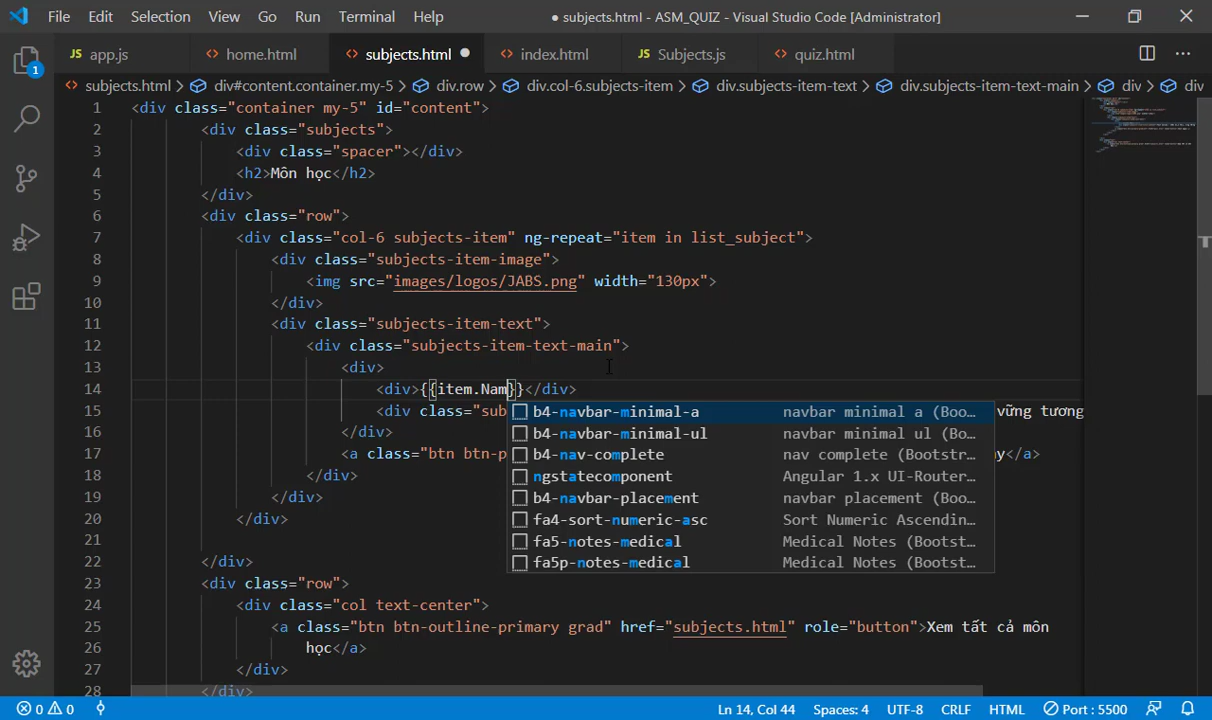 File Edit Selection View Go Run Terminal Help ● subjects.html - ASM_QUIZ - Visual Studio Code [Administrator]
JS app.js <> home.html <> subjects.html ● <> index.html JS Subjects.js <> quiz.html ...
1
<> subjects.html > div#content.container.my-5 > div.row > div.col-6.subjects-item > div.subjects-item-text > div.subjects-item-text-main > div > div
1 <div class="container my-5" id="content">
2 <div class="subjects">
3 <div class="spacer"></div>
4 <h2>Môn học</h2>
5 </div>
6 <div class="row">
7 <div class="col-6 subjects-item" ng-repeat="item in list_subject">
8 <div class="subjects-item-image">
9 <img src="images/logos/JABS.png" width="130px">
10 </div>
11 <div class="subjects-item-text">
12 <div class="subjects-item-text-main">
13 <div>
14 <div>{{item.Nam}}</div>
15 <div class="sub vững tương
16 </div>
17 <a class="btn btn-p y</a>
18 </div>
19 </div>
20 </div>
21
22 </div>
23 <div class="row">
24 <div class="col text-center">
25 <a class="btn btn-outline-primary grad" href="subjects.html" role="button">Xem tất cả môn
26 học</a>
27 </div>
28 </div>
b4-navbar-minimal-a navbar minimal a (Boo…
b4-navbar-minimal-ul navbar minimal ul (Bo…
b4-nav-complete nav complete (Bootstr…
ngstatecomponent Angular 1.x UI-Router…
b4-navbar-placement navbar placement (Boo…
fa4-sort-numeric-asc Sort Numeric Ascendin…
fa5-notes-medical Medical Notes (Bootst…
fa5p-notes-medical Medical Notes (Bootst…
0 0 Ln 14, Col 44 Spaces: 4 UTF-8 CRLF HTML Port : 5500